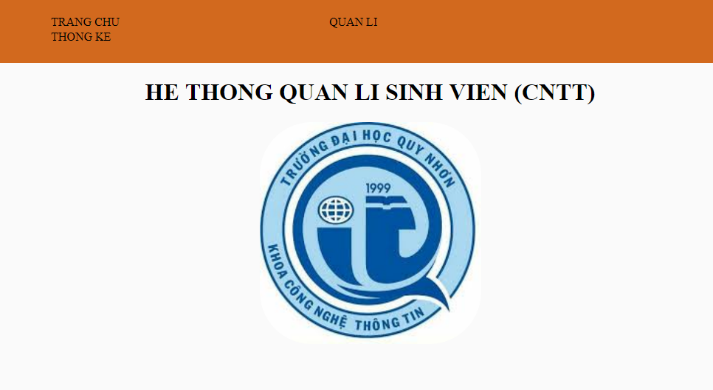 TRANG CHU
QUAN LI
THONG KE
HE THONG QUAN LI SINH VIEN (CNTT)
TRƯỜNG ĐẠI HỌC QUY NHƠN
1999
it
KHOA CÔNG NGHỆ THÔNG TIN